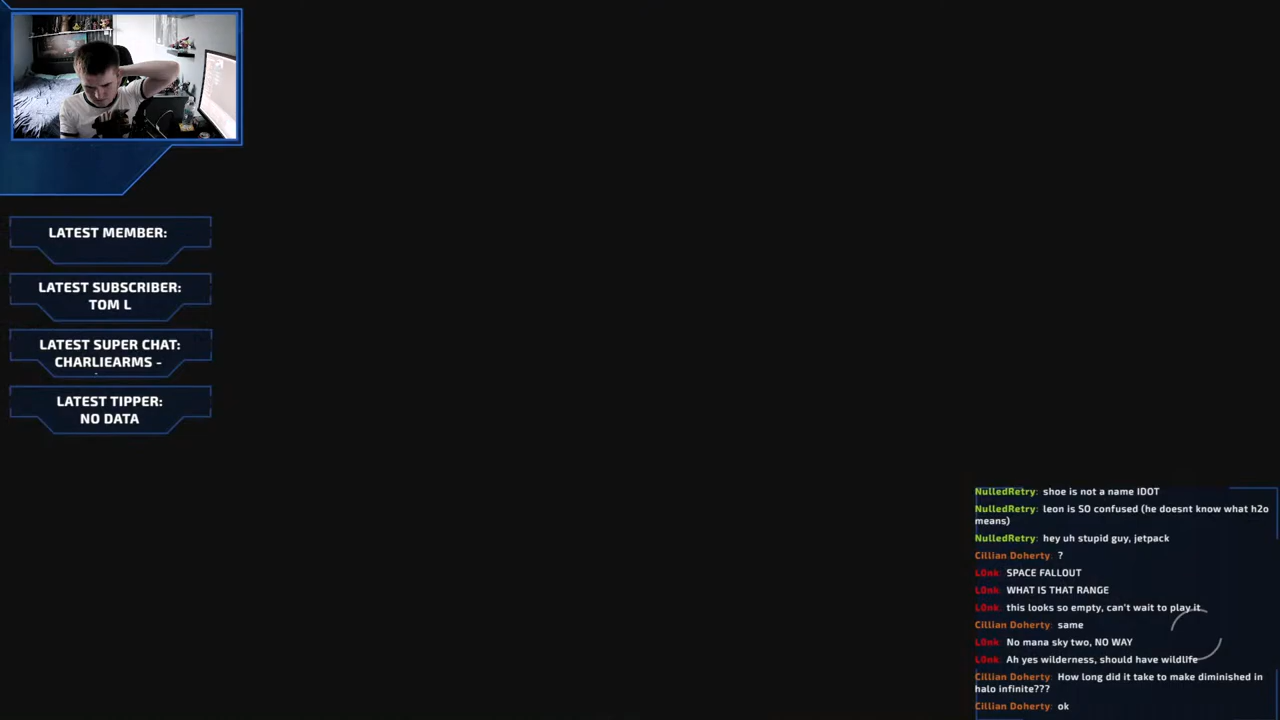 LATEST MEMBER:
LATEST SUBSCRIBER:
TOM L
LATEST SUPER CHAT:
CHARLIEARMS -
LATEST TIPPER:
NO DATA
NulledRetry: shoe is not a name IDOT
NulledRetry: leon is SO confused (he doesnt know what h2o
means)
NulledRetry: hey uh stupid guy, jetpack
Cillian Doherty: ?
L0nk: SPACE FALLOUT
L0nk: WHAT IS THAT RANGE
L0nk: this looks so empty, can't wait to play it
Cillian Doherty: same
L0nk: No mana sky two, NO WAY
L0nk: Ah yes wilderness, should have wildlife
Cillian Doherty: How long did it take to make diminished in
halo infinite???
Cillian Doherty: ok